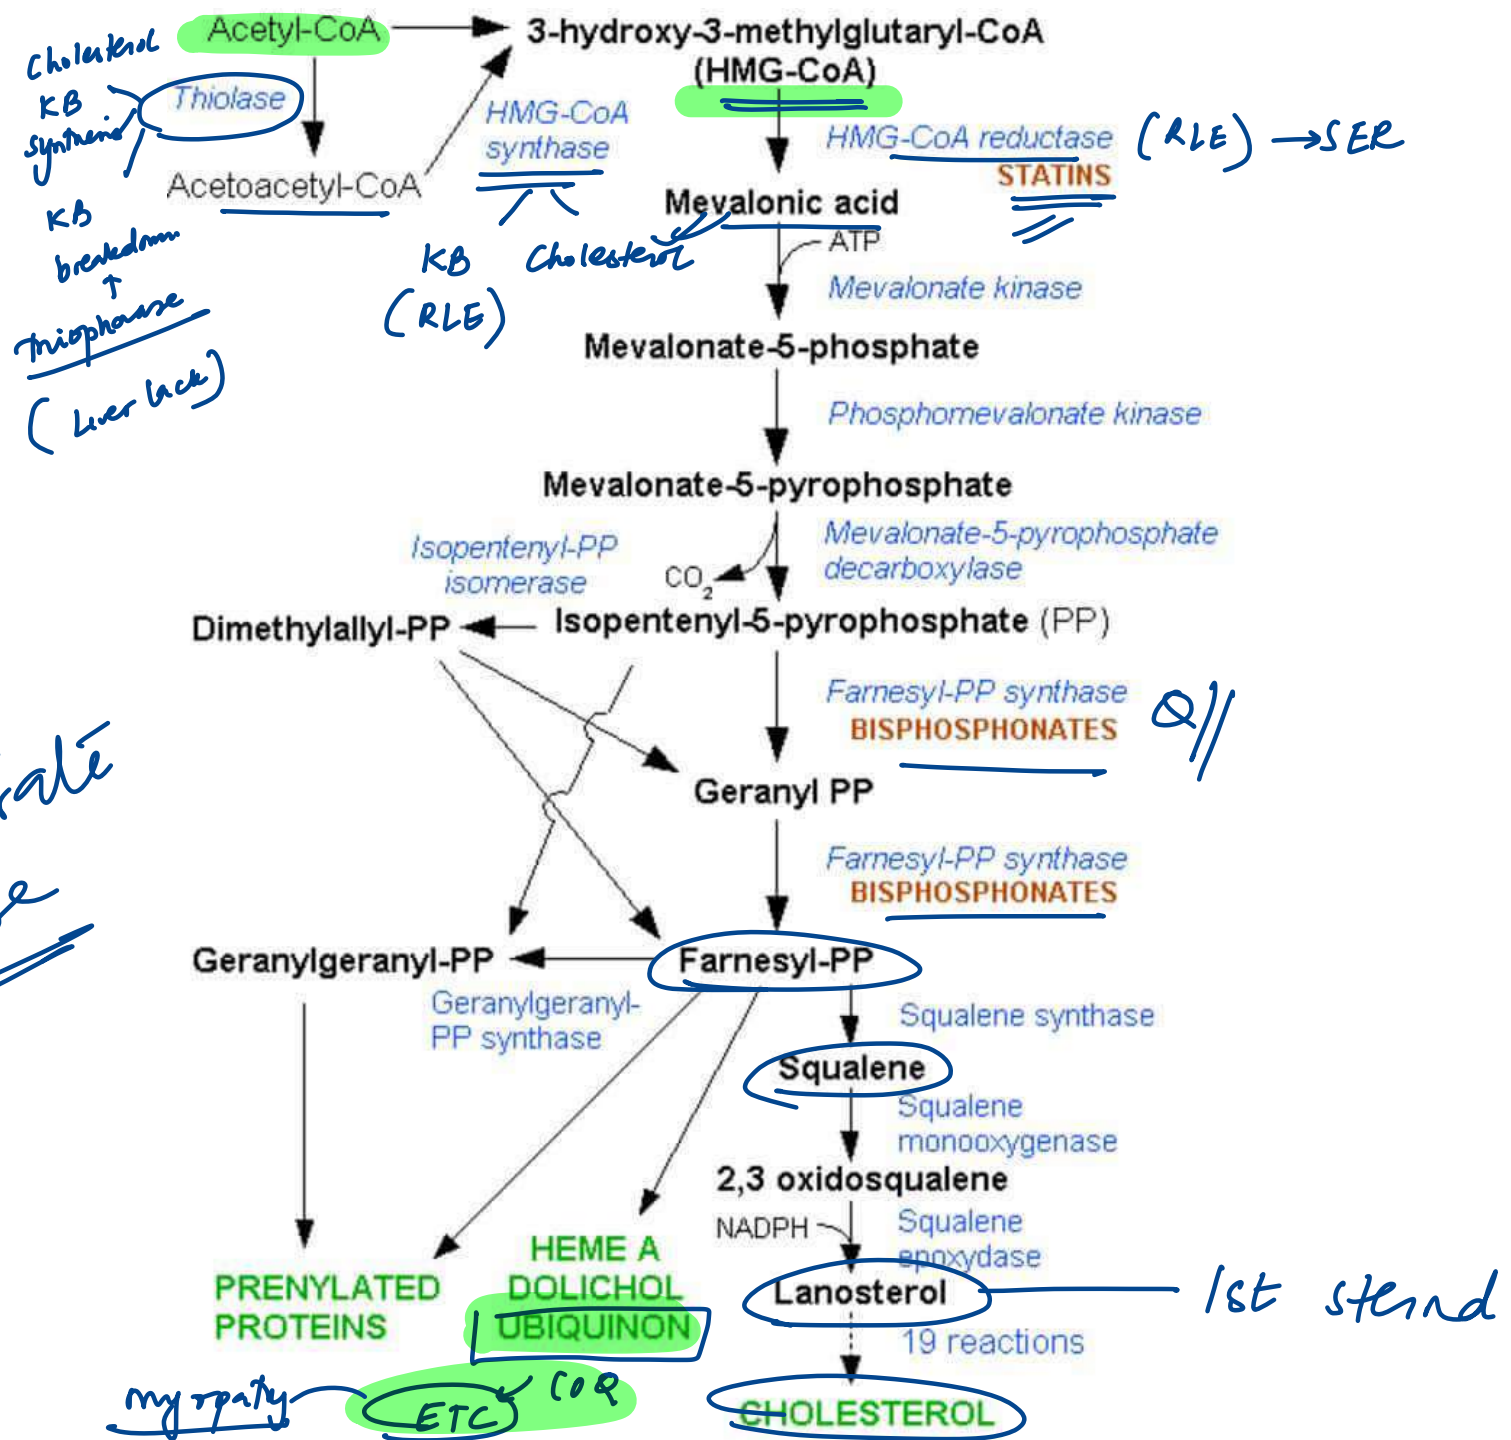 Acetyl-CoA
3-hydroxy-3-methylglutaryl-CoA
(HMG-CoA)
Cholesterol
KB
synthesis
Thiolase
HMG-CoA
synthase
HMG-CoA reductase
(RLE) → SER
STATINS
Acetoacetyl-CoA
Mevalonic acid
KB
breakdown
↑
thiophorase
(Liver lack)
KB
(RLE)
Cholesterol
ATP
Mevalonate kinase
Mevalonate-5-phosphate
Phosphomevalonate kinase
Mevalonate-5-pyrophosphate
Isopentenyl-PP
isomerase
CO2
Mevalonate-5-pyrophosphate
decarboxylase
Dimethylallyl-PP
Isopentenyl-5-pyrophosphate (PP)
Farnesyl-PP synthase
BISPHOSPHONATES
Q//
Geranyl PP
Farnesyl-PP synthase
BISPHOSPHONATES
Geranylgeranyl-PP
Farnesyl-PP
Geranylgeranyl-
PP synthase
Squalene synthase
Squalene
Squalene
monooxygenase
2,3 oxidosqualene
NADPH
Squalene
epoxydase
HEME A
DOLICHOL
UBIQUINON
PRENYLATED
PROTEINS
Lanosterol
1st
19 reactions
myopathy
ETC
COQ
CHOLESTEROL